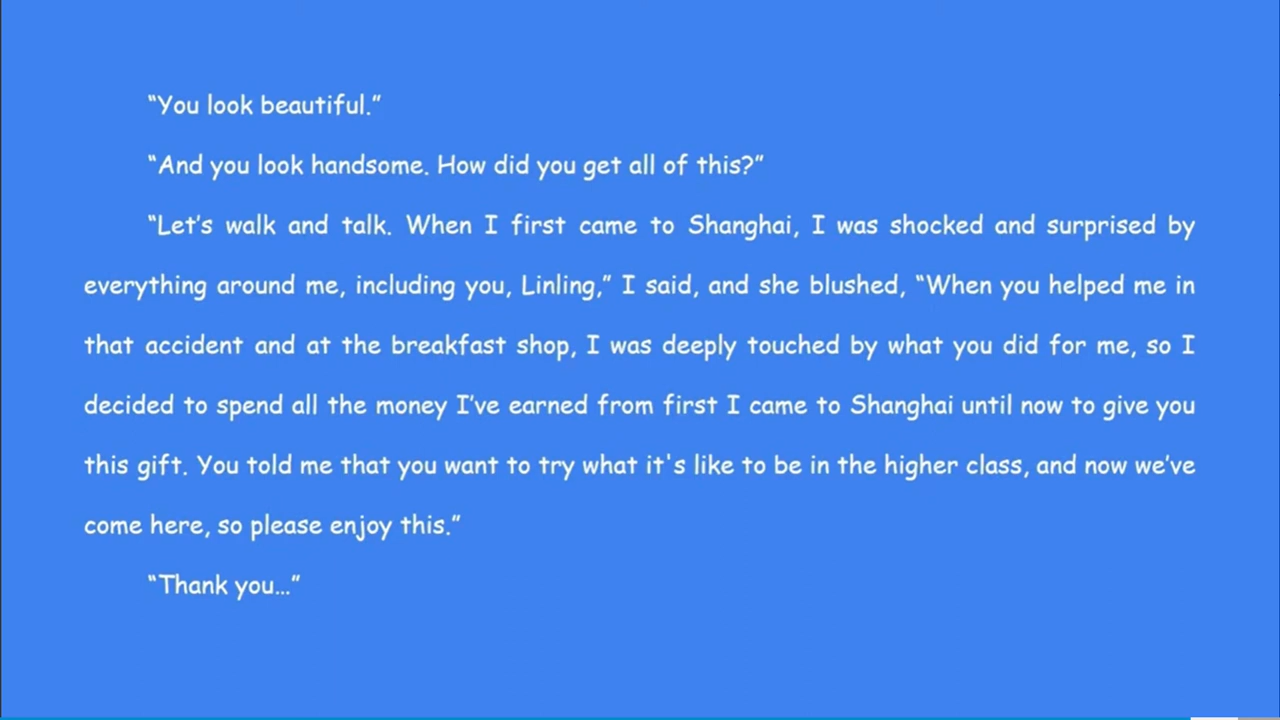 “You look beautiful.”
“And you look handsome. How did you get all of this?”
“Let’s walk and talk. When I first came to Shanghai, I was shocked and surprised by
everything around me, including you, Linling,” I said, and she blushed, “When you helped me in
that accident and at the breakfast shop, I was deeply touched by what you did for me, so I
decided to spend all the money I’ve earned from first I came to Shanghai until now to give you
this gift. You told me that you want to try what it's like to be in the higher class, and now we’ve
come here, so please enjoy this.”
“Thank you…”